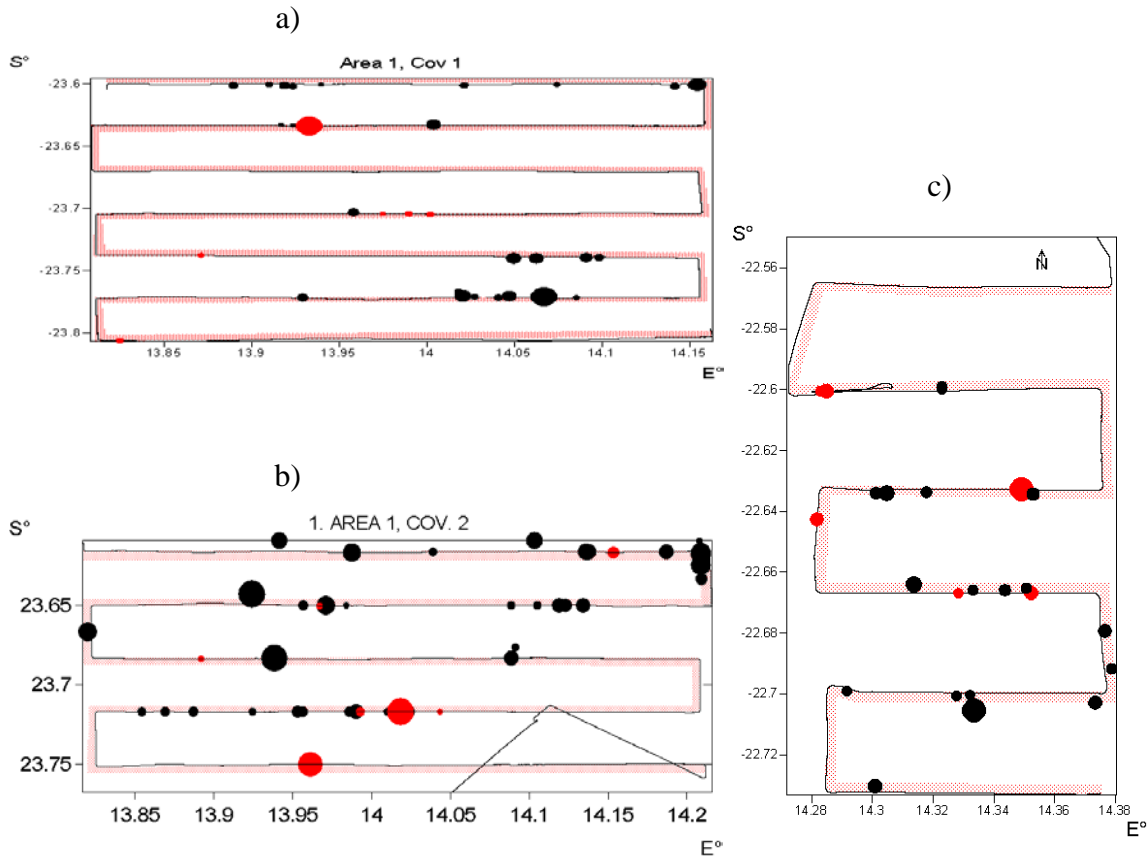 a)
Area 1, Cov 1
S°
-23.6
-23.65
-23.7
-23.75
-23.8
13.85 13.9 13.95 14 14.05 14.1 14.15
E°
b)
1. AREA 1, COV. 2
S°
23.65
23.7
23.75
13.85 13.9 13.95 14 14.05 14.1 14.15 14.2
E°
c)
S°
N
-22.56
-22.58
-22.6
-22.62
-22.64
-22.66
-22.68
-22.7
-22.72
14.28 14.3 14.32 14.34 14.36 14.38
E°